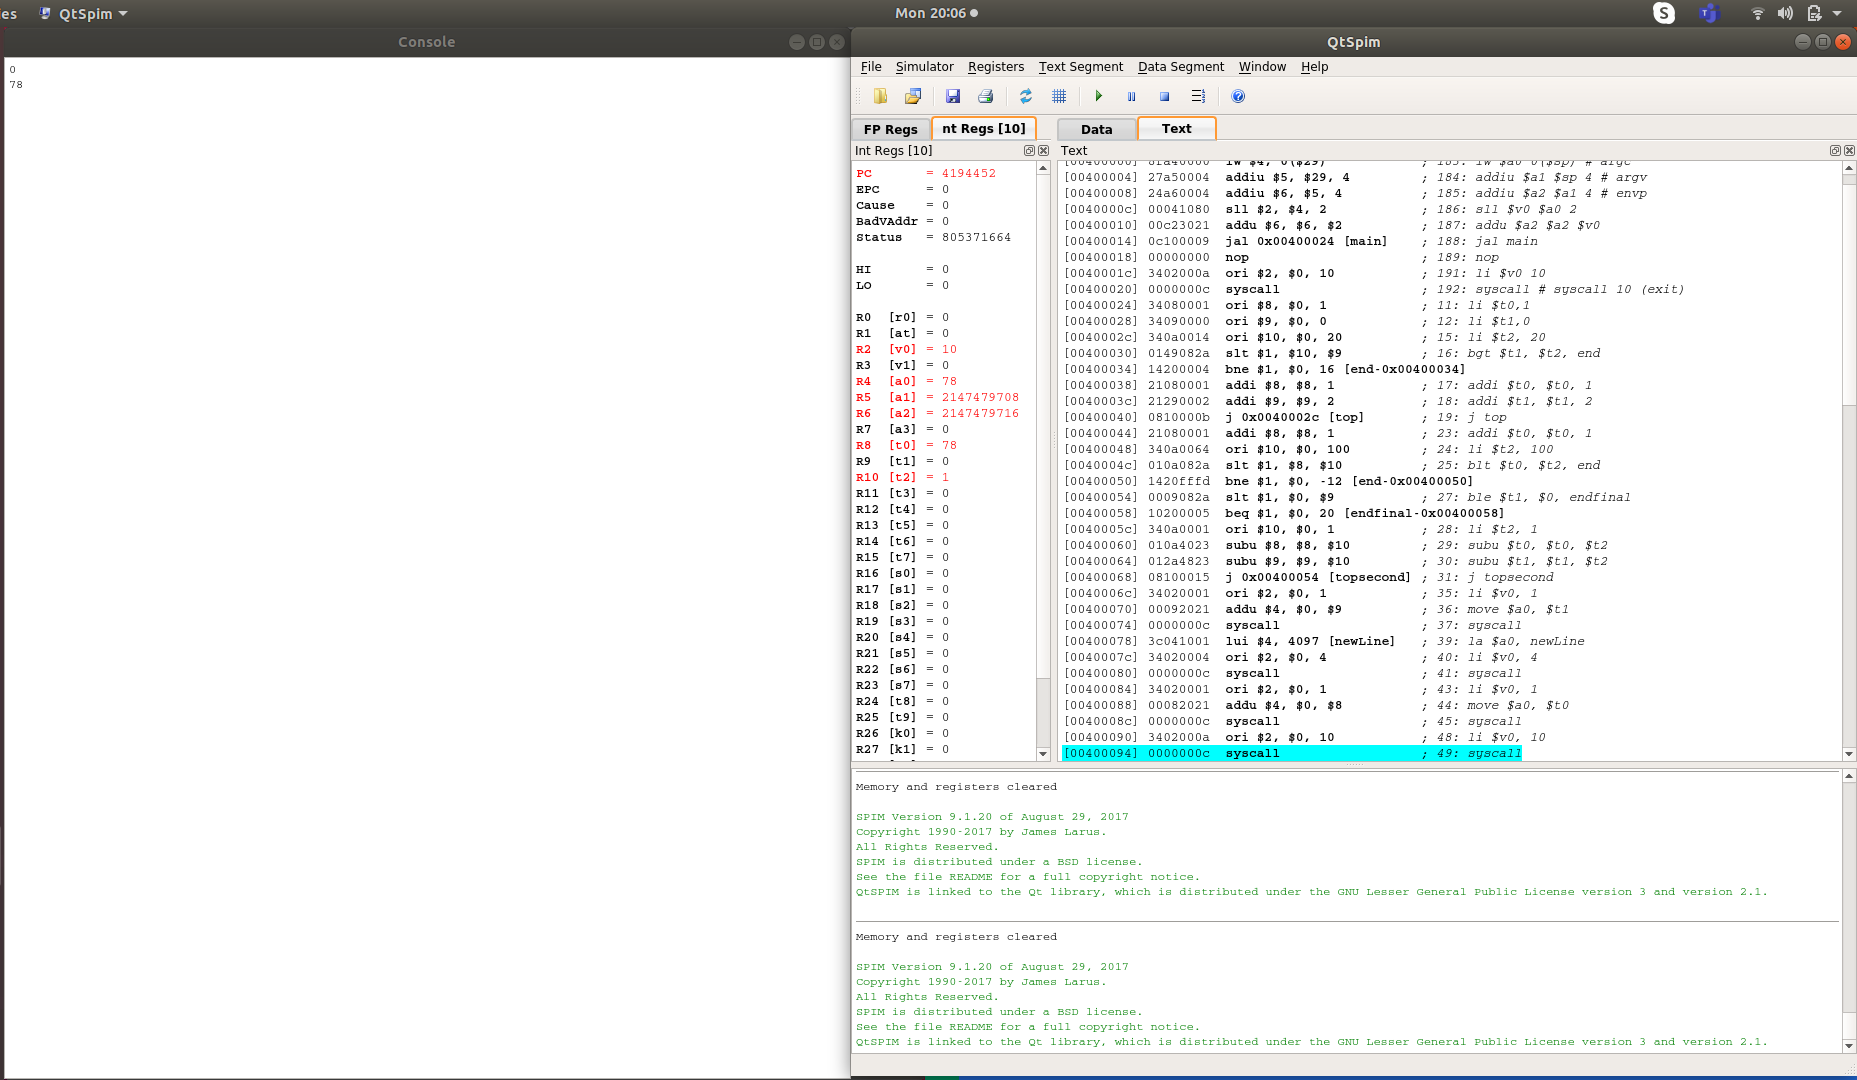 es QtSpim Mon 20:06
Console
0
78
QtSpim
File Simulator Registers Text Segment Data Segment Window Help
FP Regs nt Regs [10] Data Text
Int Regs [10]
PC = 4194452
EPC = 0
Cause = 0
BadVAddr = 0
Status = 805371664
HI = 0
LO = 0
R0 [r0] = 0
R1 [at] = 0
R2 [v0] = 10
R3 [v1] = 0
R4 [a0] = 78
R5 [a1] = 2147479708
R6 [a2] = 2147479716
R7 [a3] = 0
R8 [t0] = 78
R9 [t1] = 0
R10 [t2] = 1
R11 [t3] = 0
R12 [t4] = 0
R13 [t5] = 0
R14 [t6] = 0
R15 [t7] = 0
R16 [s0] = 0
R17 [s1] = 0
R18 [s2] = 0
R19 [s3] = 0
R20 [s4] = 0
R21 [s5] = 0
R22 [s6] = 0
R23 [s7] = 0
R24 [t8] = 0
R25 [t9] = 0
R26 [k0] = 0
R27 [k1] = 0
Text
[00400000] 8fa40000 lw $4, 0($29) ; 183: lw $a0 0($sp) # argc
[00400004] 27a50004 addiu $5, $29, 4 ; 184: addiu $a1 $sp 4 # argv
[00400008] 24a60004 addiu $6, $5, 4 ; 185: addiu $a2 $a1 4 # envp
[0040000c] 00041080 sll $2, $4, 2 ; 186: sll $v0 $a0 2
[00400010] 00c23021 addu $6, $6, $2 ; 187: addu $a2 $a2 $v0
[00400014] 0c100009 jal 0x00400024 [main] ; 188: jal main
[00400018] 00000000 nop ; 189: nop
[0040001c] 3402000a ori $2, $0, 10 ; 191: li $v0 10
[00400020] 0000000c syscall ; 192: syscall # syscall 10 (exit)
[00400024] 34080001 ori $8, $0, 1 ; 11: li $t0,1
[00400028] 34090000 ori $9, $0, 0 ; 12: li $t1,0
[0040002c] 340a0014 ori $10, $0, 20 ; 15: li $t2, 20
[00400030] 0149082a slt $1, $10, $9 ; 16: bgt $t1, $t2, end
[00400034] 14200004 bne $1, $0, 16 [end-0x00400034]
[00400038] 21080001 addi $8, $8, 1 ; 17: addi $t0, $t0, 1
[0040003c] 21290002 addi $9, $9, 2 ; 18: addi $t1, $t1, 2
[00400040] 0810000b j 0x0040002c [top] ; 19: j top
[00400044] 21080001 addi $8, $8, 1 ; 23: addi $t0, $t0, 1
[00400048] 340a0064 ori $10, $0, 100 ; 24: li $t2, 100
[0040004c] 010a082a slt $1, $8, $10 ; 25: blt $t0, $t2, end
[00400050] 1420fffd bne $1, $0, -12 [end-0x00400050]
[00400054] 0009082a slt $1, $0, $9 ; 27: ble $t1, $0, endfinal
[00400058] 10200005 beq $1, $0, 20 [endfinal-0x00400058]
[0040005c] 340a0001 ori $10, $0, 1 ; 28: li $t2, 1
[00400060] 010a4023 subu $8, $8, $10 ; 29: subu $t0, $t0, $t2
[00400064] 012a4823 subu $9, $9, $10 ; 30: subu $t1, $t1, $t2
[00400068] 08100015 j 0x00400054 [topsecond] ; 31: j topsecond
[0040006c] 34020001 ori $2, $0, 1 ; 35: li $v0, 1
[00400070] 00092021 addu $4, $0, $9 ; 36: move $a0, $t1
[00400074] 0000000c syscall ; 37: syscall
[00400078] 3c041001 lui $4, 4097 [newLine] ; 39: la $a0, newLine
[0040007c] 34020004 ori $2, $0, 4 ; 40: li $v0, 4
[00400080] 0000000c syscall ; 41: syscall
[00400084] 34020001 ori $2, $0, 1 ; 43: li $v0, 1
[00400088] 00082021 addu $4, $0, $8 ; 44: move $a0, $t0
[0040008c] 0000000c syscall ; 45: syscall
[00400090] 3402000a ori $2, $0, 10 ; 48: li $v0, 10
[00400094] 0000000c syscall ; 49: syscall
Memory and registers cleared
SPIM Version 9.1.20 of August 29, 2017
Copyright 1990-2017 by James Larus.
All Rights Reserved.
SPIM is distributed under a BSD license.
See the file README for a full copyright notice.
QtSPIM is linked to the Qt library, which is distributed under the GNU Lesser General Public License version 3 and version 2.1.
Memory and registers cleared
SPIM Version 9.1.20 of August 29, 2017
Copyright 1990-2017 by James Larus.
All Rights Reserved.
SPIM is distributed under a BSD license.
See the file README for a full copyright notice.
QtSPIM is linked to the Qt library, which is distributed under the GNU Lesser General Public License version 3 and version 2.1.